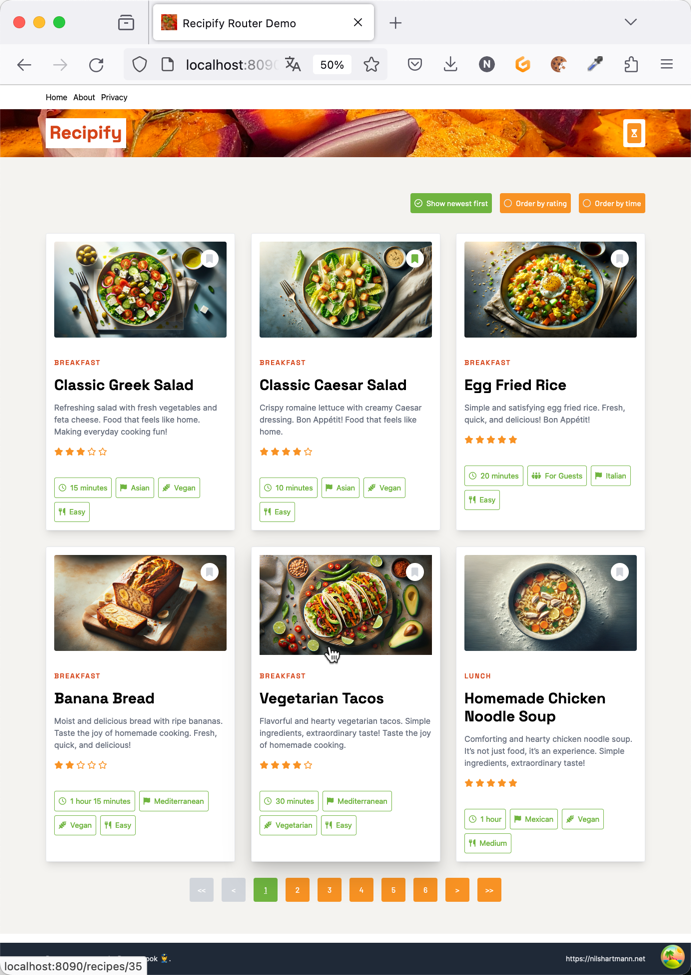 Recipify Router Demo
localhost:8090
50%
Home About Privacy
Recipify
Show newest first Order by rating Order by time
BREAKFAST
Classic Greek Salad
Refreshing salad with fresh vegetables and
feta cheese. Food that feels like home.
Making everyday cooking fun!
15 minutes Asian Vegan
Easy
BREAKFAST
Classic Caesar Salad
Crispy romaine lettuce with creamy Caesar
dressing. Bon Appétit! Food that feels like
home.
10 minutes Asian Vegan
Easy
BREAKFAST
Egg Fried Rice
Simple and satisfying egg fried rice. Fresh,
quick, and delicious! Bon Appétit!
20 minutes For Guests Italian
Easy
BREAKFAST
Banana Bread
Moist and delicious bread with ripe bananas.
Taste the joy of homemade cooking. Fresh,
quick, and delicious!
1 hour 15 minutes Mediterranean
Vegan Easy
BREAKFAST
Vegetarian Tacos
Flavorful and hearty vegetarian tacos. Simple
ingredients, extraordinary taste! Taste the joy
of homemade cooking.
30 minutes Mediterranean
Vegetarian Easy
LUNCH
Homemade Chicken
Noodle Soup
Comforting and hearty chicken noodle soup.
It's not just food, it's an experience. Simple
ingredients, extraordinary taste!
1 hour Mexican Vegan
Medium
<< < 1 2 3 4 5 6 > >>
ook .
https://nilshartmann.net
localhost:8090/recipes/35